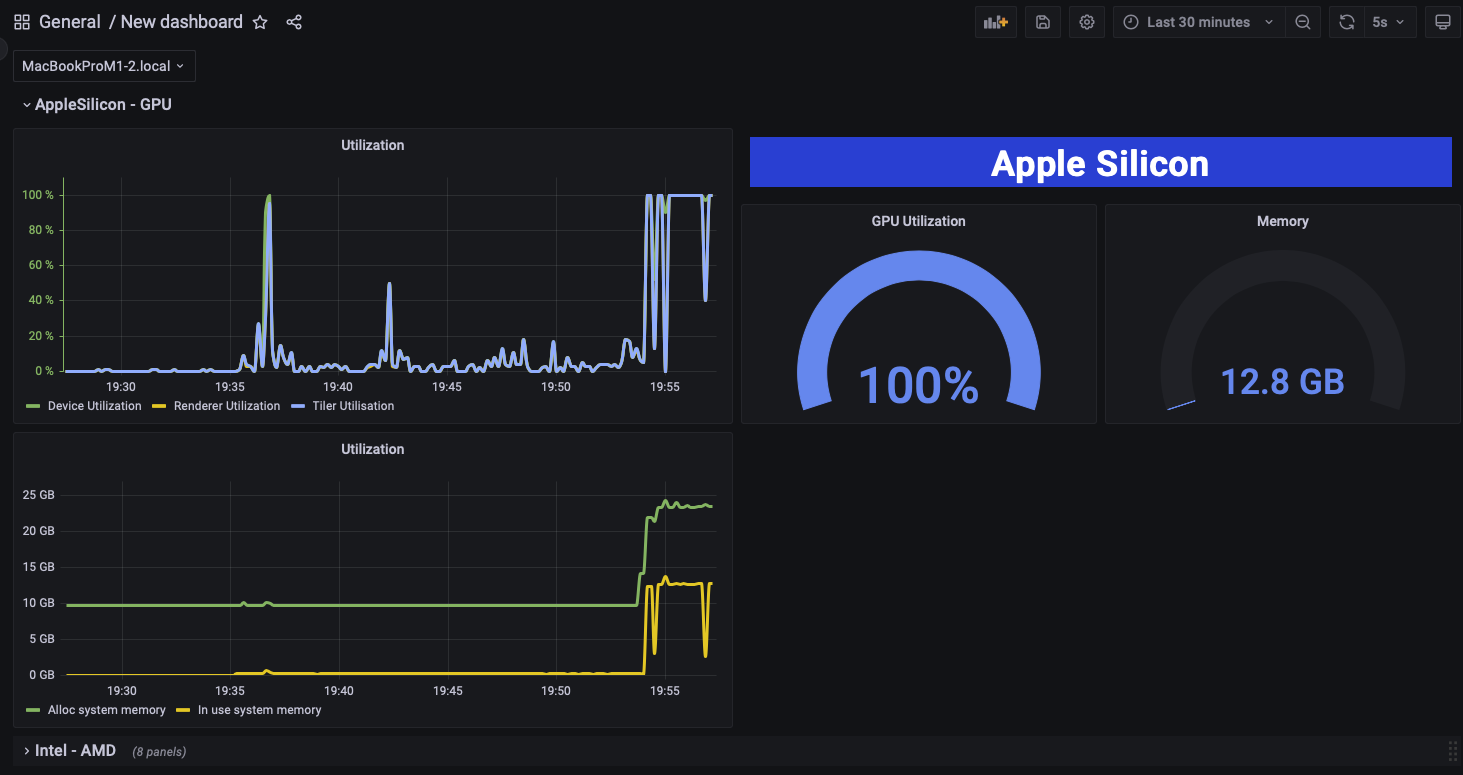 General / New dashboard
Last 30 minutes
5s
MacBookProM1-2.local
AppleSilicon - GPU
Utilization
100 %
80 %
60 %
40 %
20 %
0 %
19:30 19:35 19:40 19:45 19:50 19:55
Device Utilization Renderer Utilization Tiler Utilisation
Apple Silicon
GPU Utilization
100%
Memory
12.8 GB
Utilization
25 GB
20 GB
15 GB
10 GB
5 GB
0 GB
19:30 19:35 19:40 19:45 19:50 19:55
Alloc system memory In use system memory
Intel - AMD (8 panels)